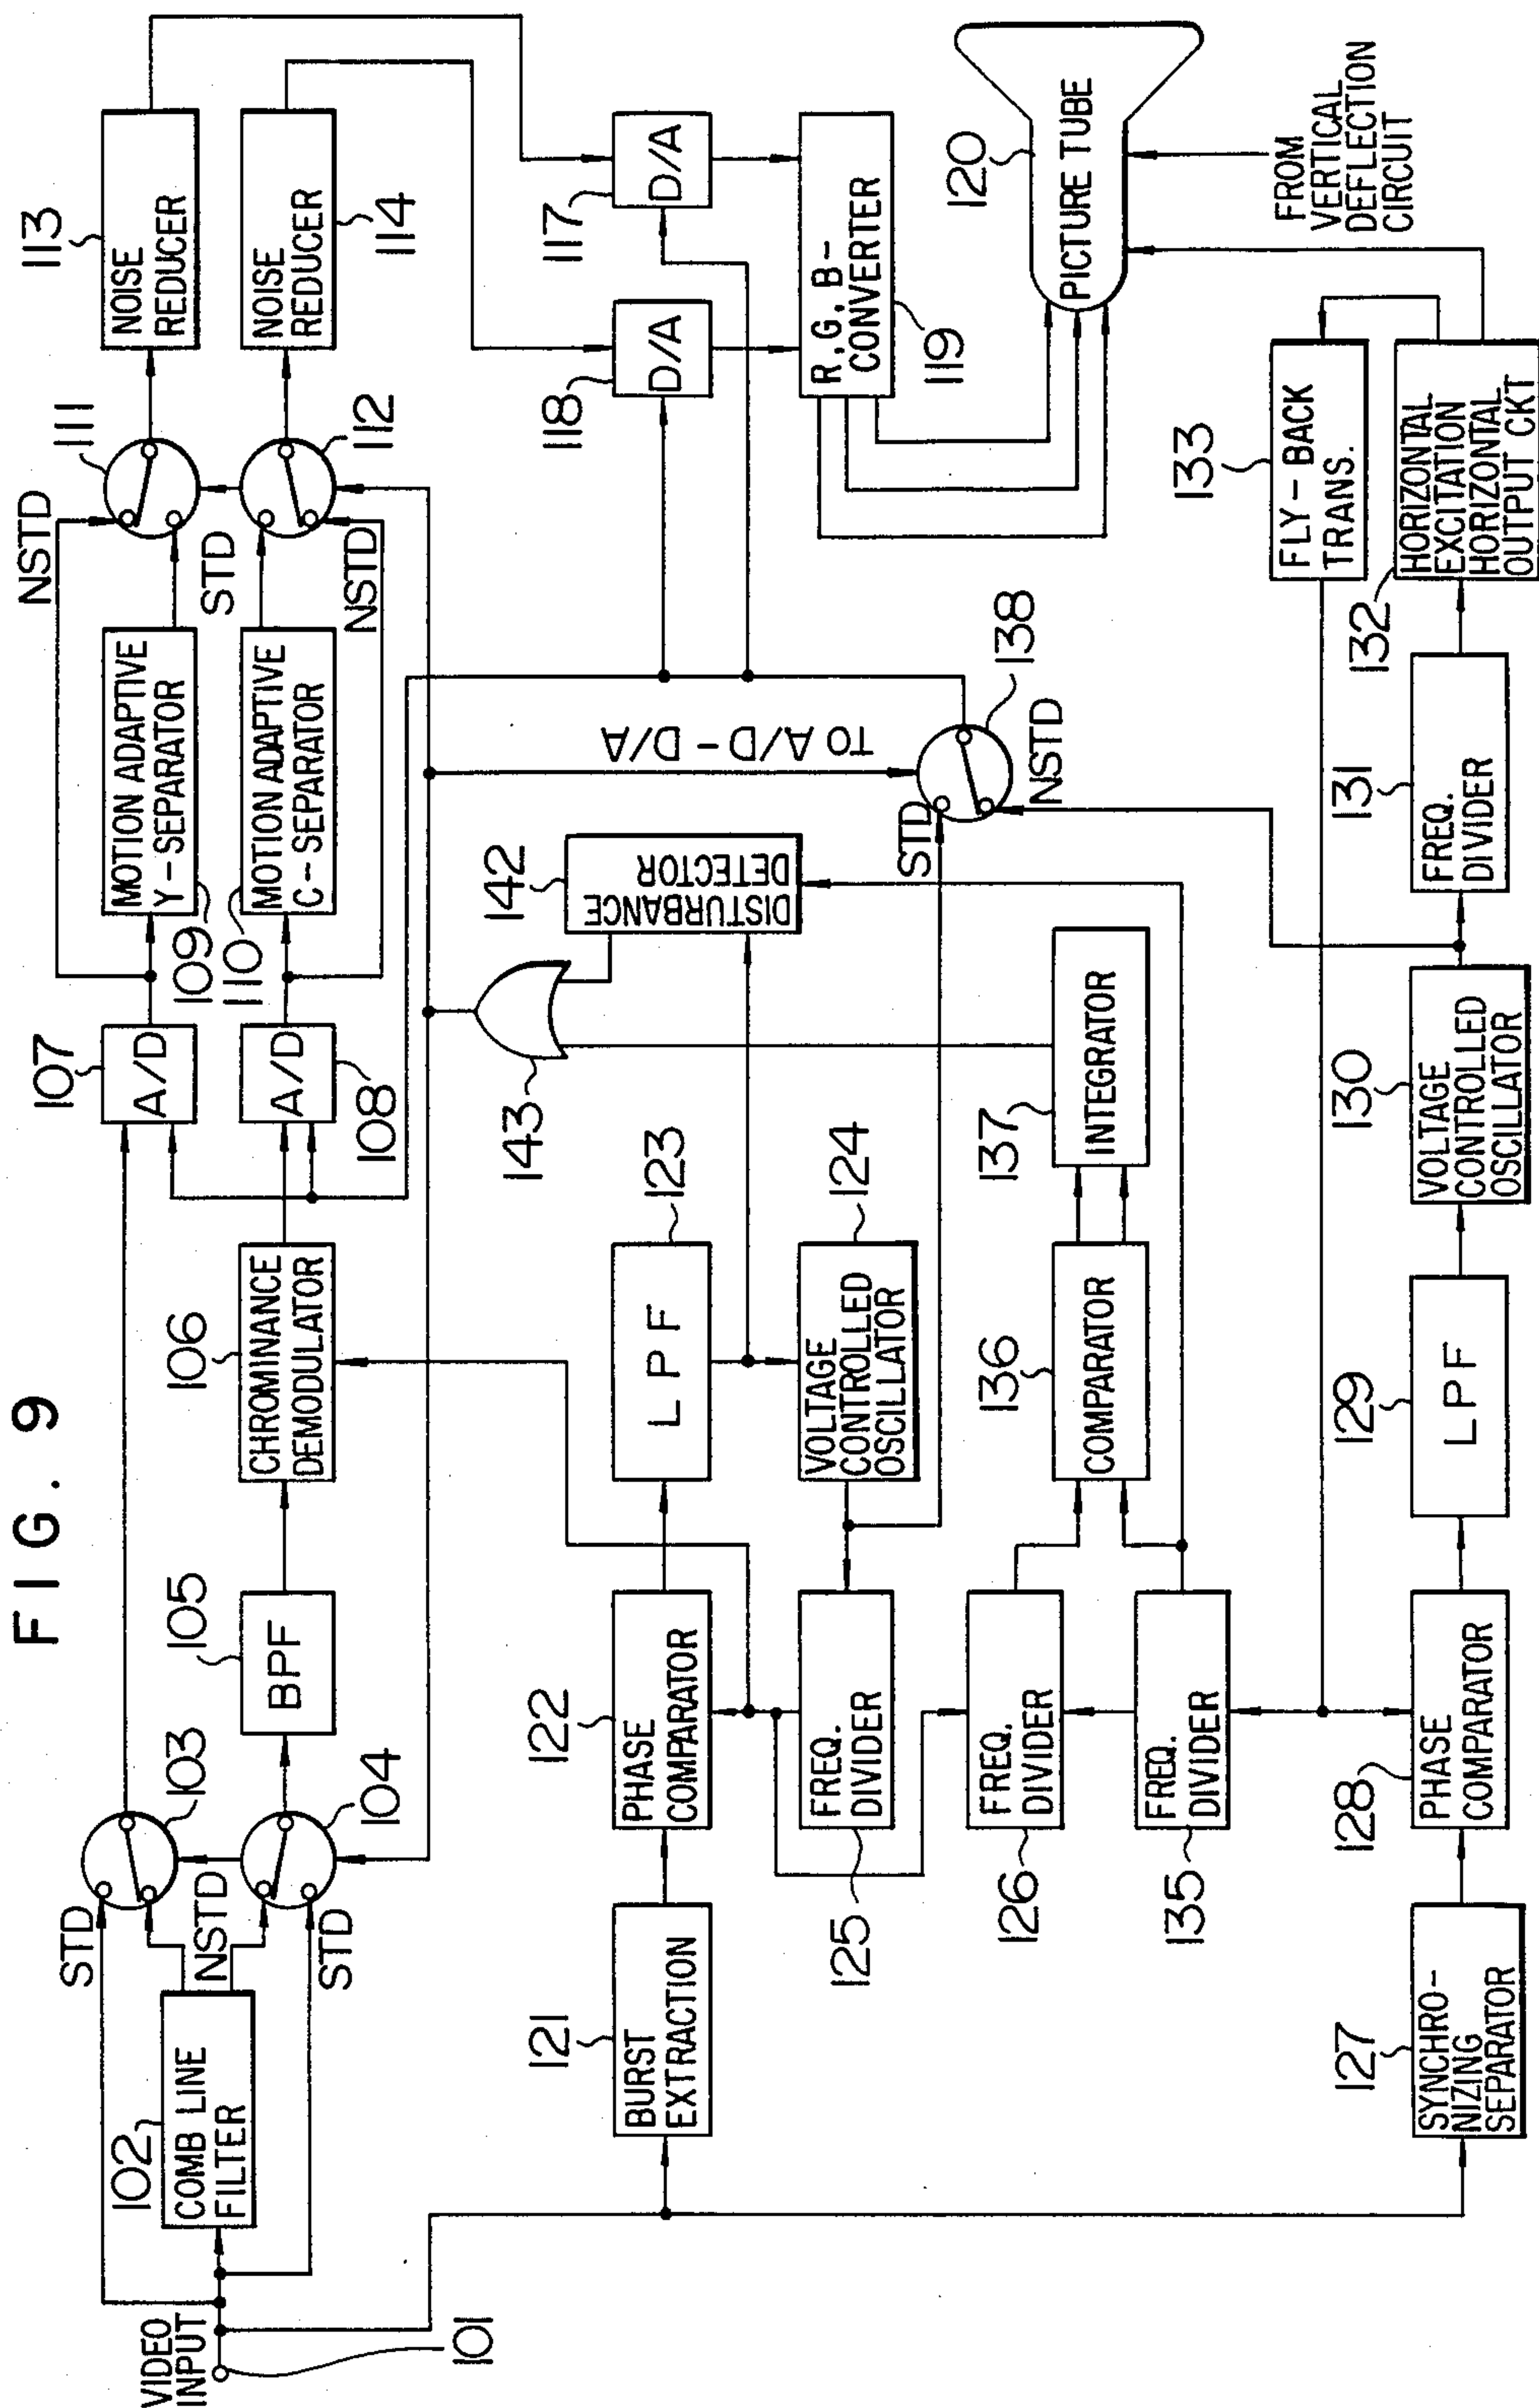 FIG. 9
VIDEO
INPUT
101
102
COMB LINE
FILTER
STD
NSTD
STD
103
104
105
BPF
106
CHROMINANCE
DEMODULATOR
107
A/D
A/D
108
109
MOTION ADAPTIVE
Y-SEPARATOR
110
MOTION ADAPTIVE
C-SEPARATOR
NSTD
STD
NSTD
111
112
113
NOISE
REDUCER
NOISE
REDUCER
114
117
D/A
118
D/A
R,G,B-
CONVERTER
119
120
PICTURE TUBE
FROM
VERTICAL
DEFLECTION
CIRCUIT
121
BURST
EXTRACTION
122
PHASE
COMPARATOR
123
LPF
124
VOLTAGE
CONTROLLED
OSCILLATOR
FREQ.
DIVIDER
125
FREQ.
DIVIDER
126
FREQ.
DIVIDER
135
136
COMPARATOR
137
INTEGRATOR
142
DISTURBANCE
DETECTOR
143
TO A/D-D/A
STD
NSTD
138
127
SYNCHRO-
NIZING
SEPARATOR
128
PHASE
COMPARATOR
129
LPF
130
VOLTAGE
CONTROLLED
OSCILLATOR
131
FREQ.
DIVIDER
132
HORIZONTAL
EXCITATION
HORIZONTAL
OUTPUT CKT
133
FLY-BACK
TRANS.